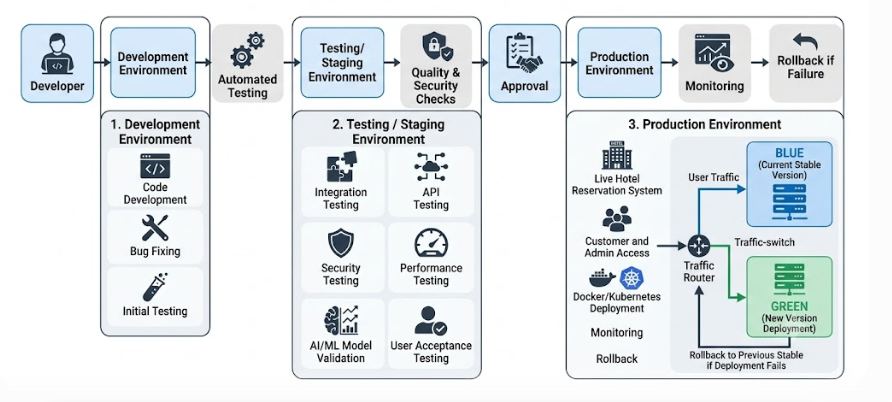 Developer
Development
Environment
Automated
Testing
Testing/
Staging
Environment
Quality &
Security
Checks
Approval
Production
Environment
Monitoring
Rollback if
Failure
1. Development
Environment
Code
Development
Bug Fixing
Initial Testing
2. Testing / Staging
Environment
Integration
Testing
API
Testing
Security
Testing
Performance
Testing
AI/ML Model
Validation
User Acceptance
Testing
3. Production Environment
HOTEL
Live Hotel
Reservation System
Customer and
Admin Access
Docker/Kubernetes
Deployment
Monitoring
Rollback
User Traffic
Traffic
Router
Traffic-switch
BLUE
(Current Stable
Version)
GREEN
(New Version
Deployment)
Rollback to Previous Stable
if Deployment Fails